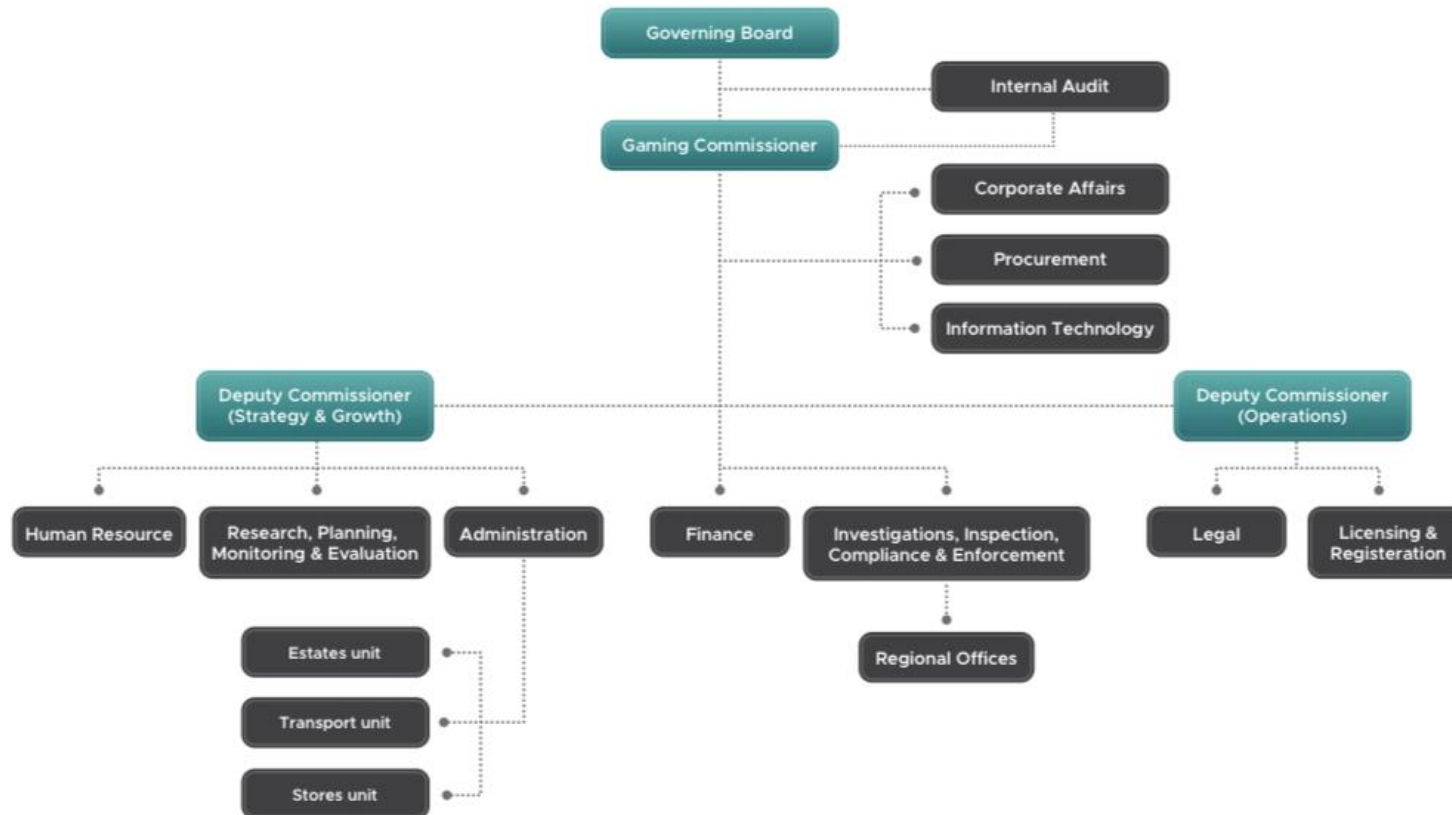 Governing Board
Internal Audit
Gaming Commissioner
Corporate Affairs
Procurement
Information Technology
Deputy Commissioner
(Strategy & Growth)
Deputy Commissioner
(Operations)
Human Resource
Research, Planning,
Monitoring & Evaluation
Administration
Finance
Investigations, Inspection,
Compliance & Enforcement
Legal
Licensing &
Registeration
Estates unit
Regional Offices
Transport unit
Stores unit